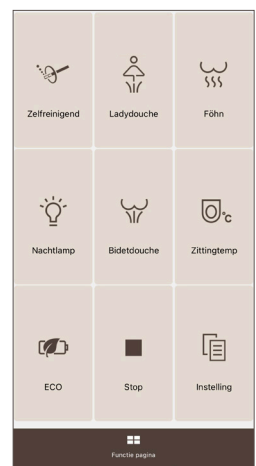 Zelfreinigend
Ladydouche
Föhn
Nachtlamp
Bidetdouche
°c
Zittingtemp
ECO
Stop
Instelling
Functie pagina